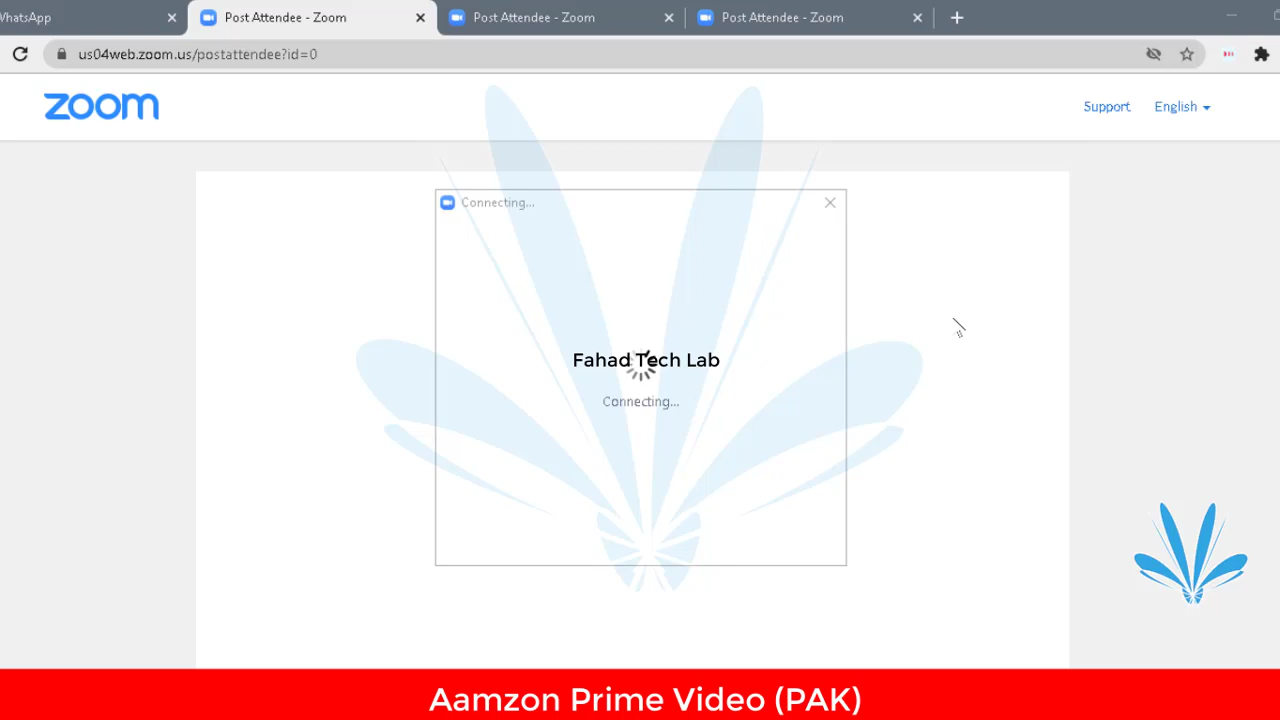 WhatsApp
Post Attendee - Zoom
Post Attendee - Zoom
Post Attendee - Zoom
us04web.zoom.us/postattendee?id=0
zoom
Support
English
Connecting...
Fahad Tech Lab
Connecting...
Aamzon Prime Video (PAK)